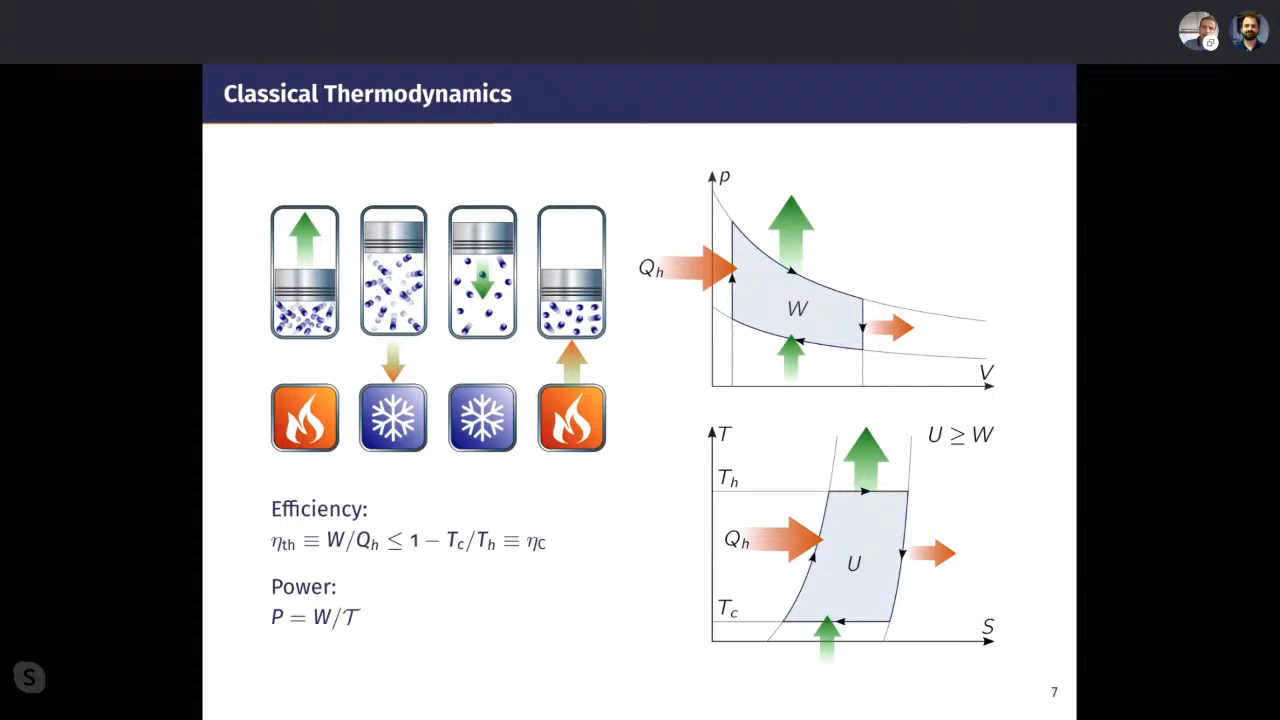 Classical Thermodynamics
p
Q_h
W
V
T
U ≥ W
T_h
Q_h
U
T_c
S
Efficiency:
η_th ≡ W/Q_h ≤ 1 − T_c/T_h ≡ η_C
Power:
P = W/𝒯
S
7